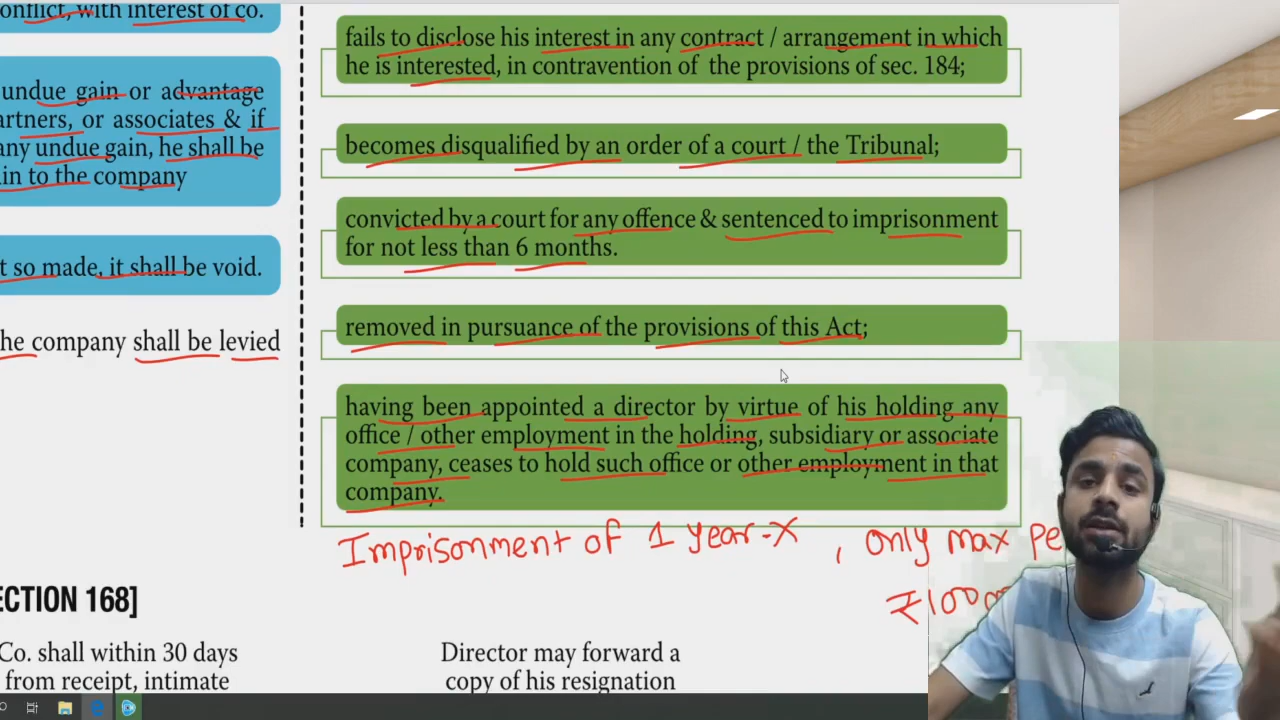 onflict, with interest of co.
undue gain or advantage
artners, or associates & if
any undue gain, he shall be
in to the company
t so made, it shall be void.
he company shall be levied
fails to disclose his interest in any contract / arrangement in which
he is interested, in contravention of the provisions of sec. 184;
becomes disqualified by an order of a court / the Tribunal;
convicted by a court for any offence & sentenced to imprisonment
for not less than 6 months.
removed in pursuance of the provisions of this Act;
having been appointed a director by virtue of his holding any
office / other employment in the holding, subsidiary or associate
company, ceases to hold such office or other employment in that
company.
Imprisonment of 1 year-X , only max pe
₹1000
ECTION 168]
Co. shall within 30 days
from receipt, intimate
Director may forward a
copy of his resignation